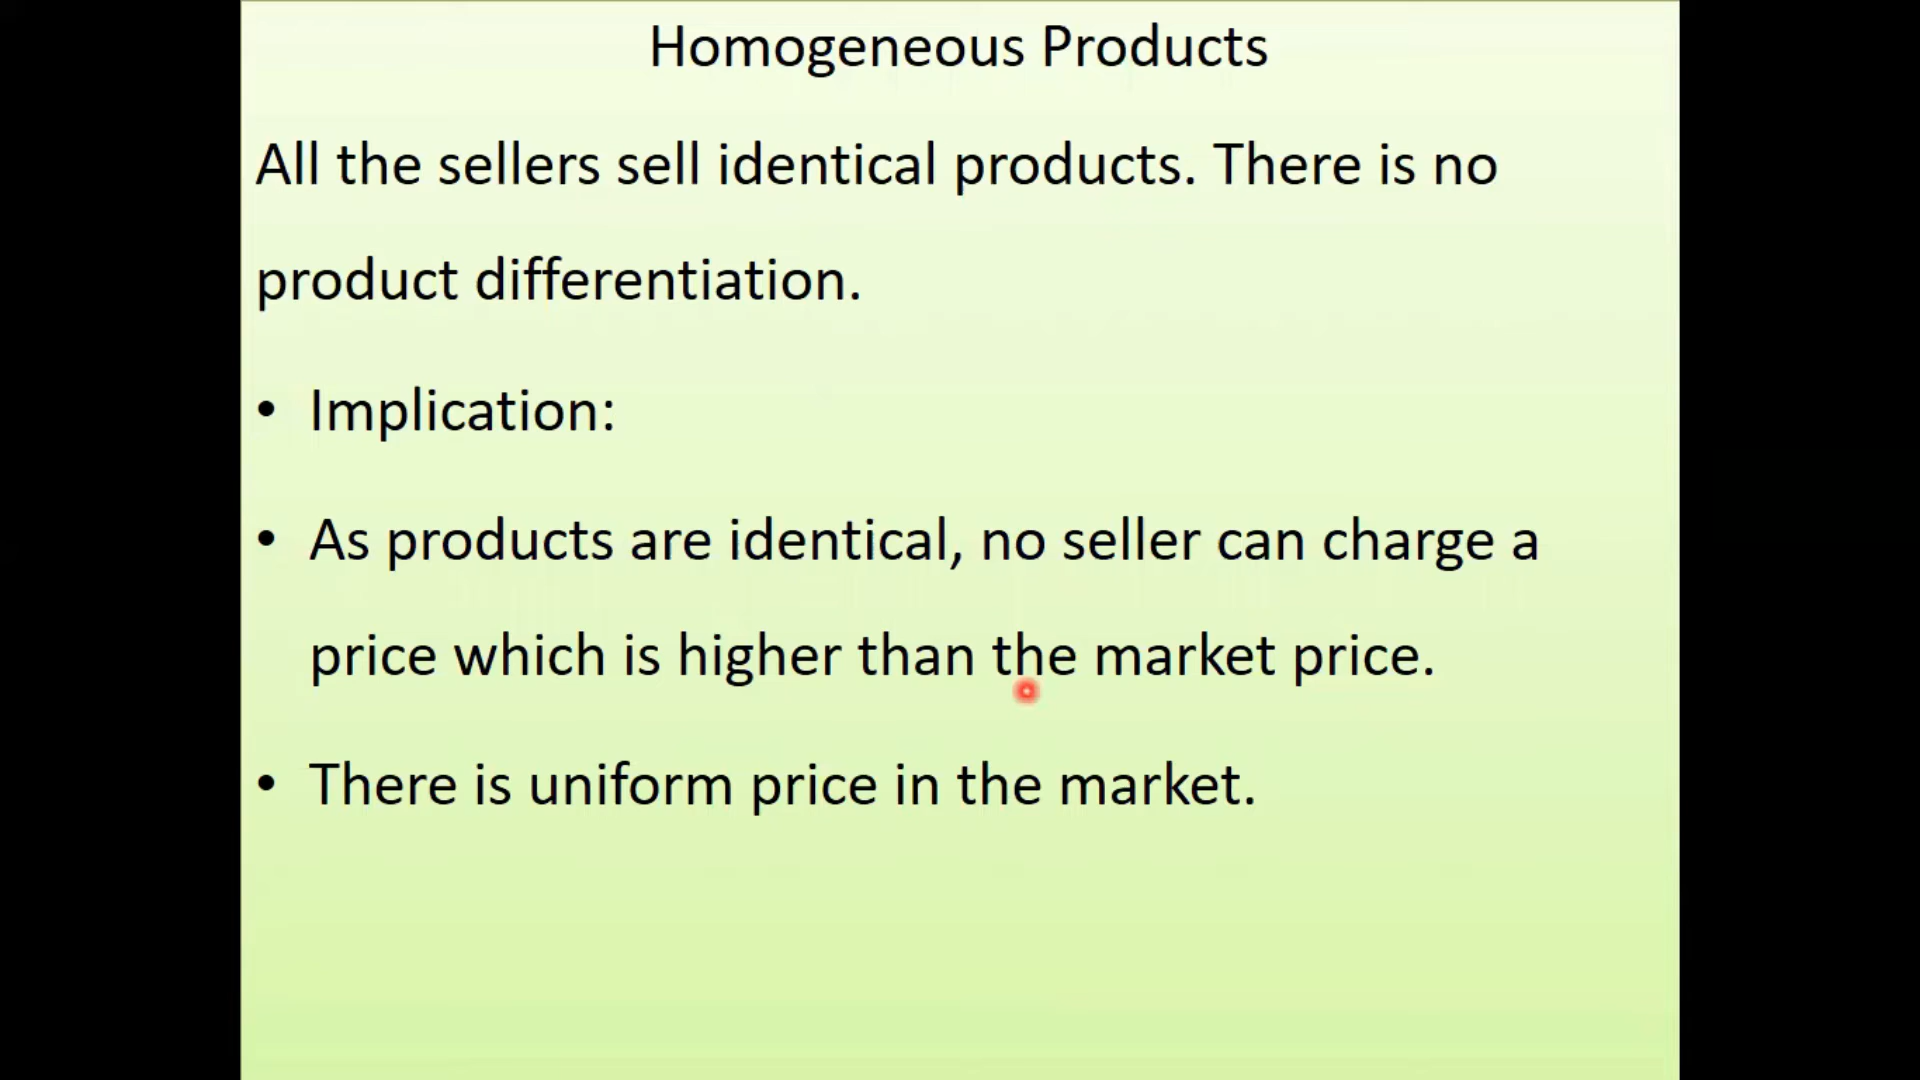 Homogeneous Products
All the sellers sell identical products. There is no
product differentiation.
• Implication:
• As products are identical, no seller can charge a
price which is higher than the market price.
• There is uniform price in the market.